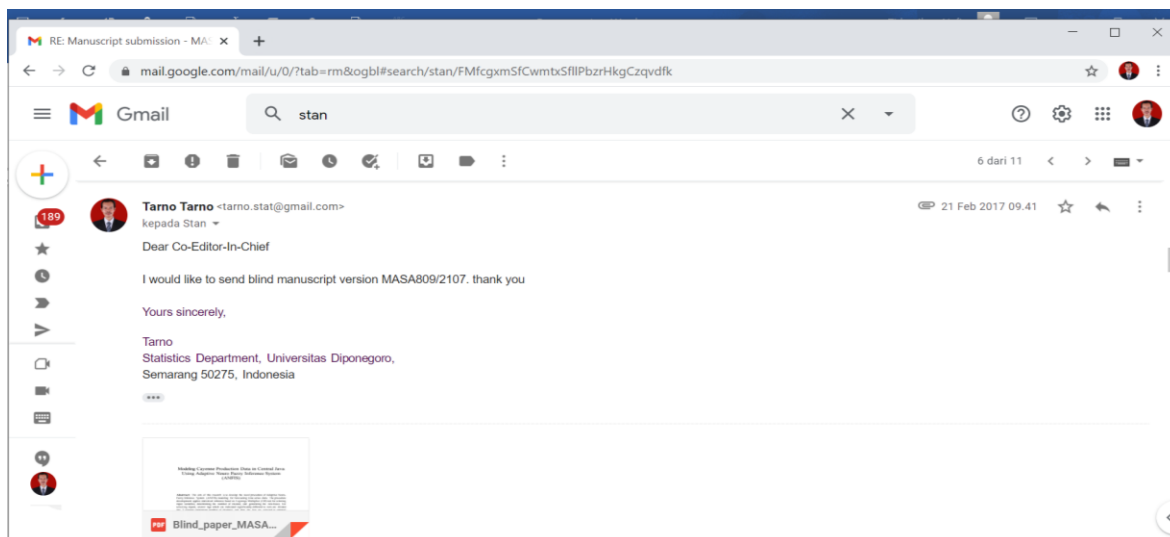 RE: Manuscript submission - MAS
mail.google.com/mail/u/0/?tab=rm&ogbl#search/stan/FMfcgxmSfCwmtxSfllPbzrHkgCzqvdfk
Gmail
stan
6 dari 11
189
Tarno Tarno <tarno.stat@gmail.com>
21 Feb 2017 09.41
kepada Stan
Dear Co-Editor-In-Chief
I would like to send blind manuscript version MASA809/2107. thank you
Yours sincerely,
Tarno
Statistics Department, Universitas Diponegoro,
Semarang 50275, Indonesia
Modeling Cayenne Production Data in Central Java
Using Adaptive Neuro Fuzzy Inference System
(ANFIS)
PDF Blind_paper_MASA...